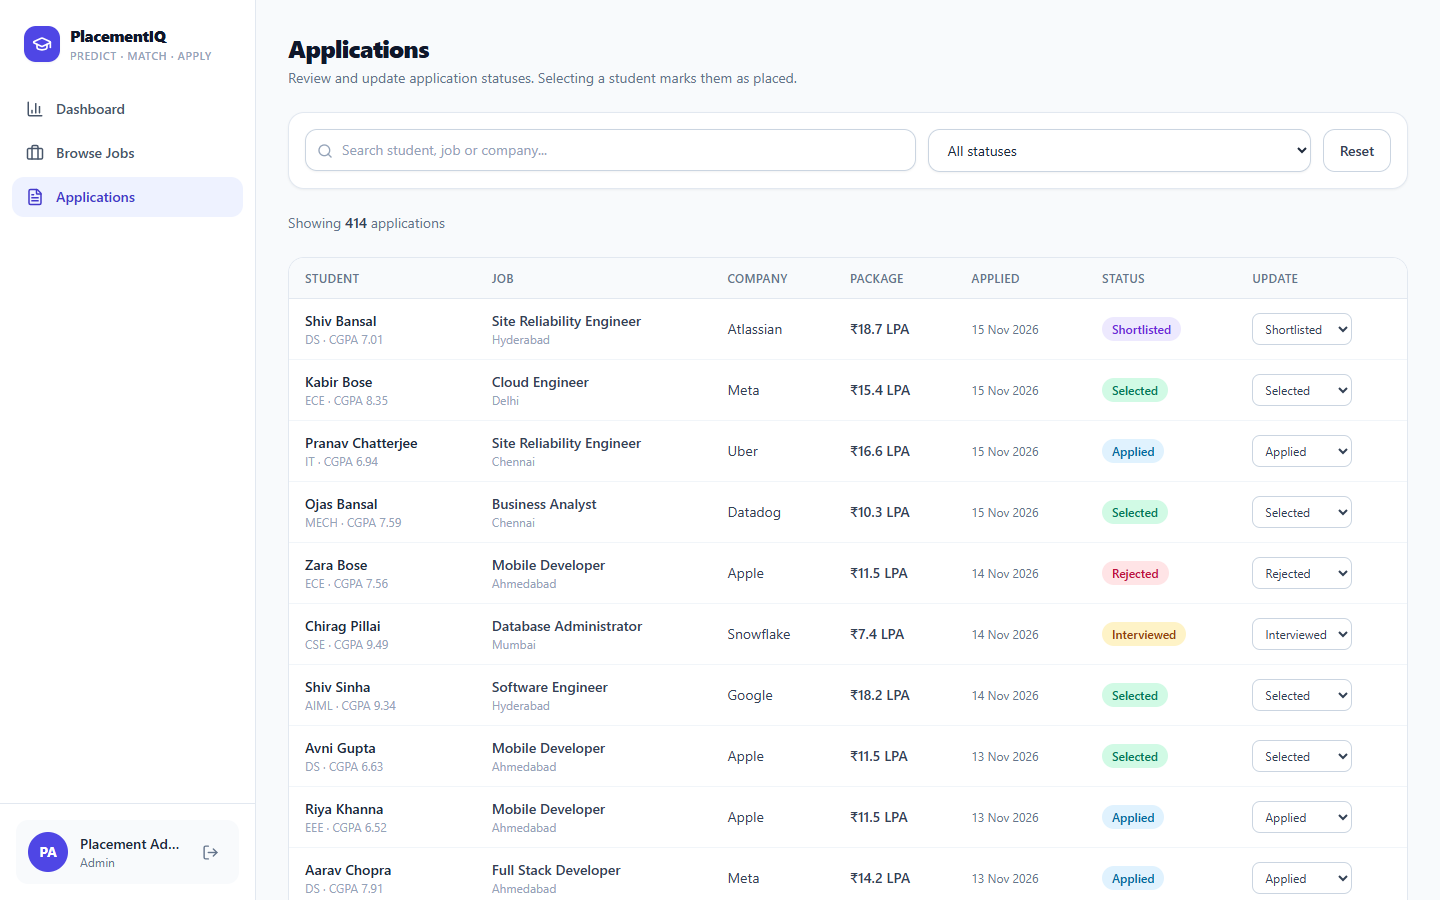 PlacementIQ
PREDICT · MATCH · APPLY
Dashboard
Browse Jobs
Applications
PA
Placement Ad...
Admin
Applications
Review and update application statuses. Selecting a student marks them as placed.
Search student, job or company...
All statuses
Reset
Showing 414 applications
STUDENT JOB COMPANY PACKAGE APPLIED STATUS UPDATE
Shiv Bansal Site Reliability Engineer Atlassian ₹18.7 LPA 15 Nov 2026 Shortlisted Shortlisted
DS · CGPA 7.01 Hyderabad
Kabir Bose Cloud Engineer Meta ₹15.4 LPA 15 Nov 2026 Selected Selected
ECE · CGPA 8.35 Delhi
Pranav Chatterjee Site Reliability Engineer Uber ₹16.6 LPA 15 Nov 2026 Applied Applied
IT · CGPA 6.94 Chennai
Ojas Bansal Business Analyst Datadog ₹10.3 LPA 15 Nov 2026 Selected Selected
MECH · CGPA 7.59 Chennai
Zara Bose Mobile Developer Apple ₹11.5 LPA 14 Nov 2026 Rejected Rejected
ECE · CGPA 7.56 Ahmedabad
Chirag Pillai Database Administrator Snowflake ₹7.4 LPA 14 Nov 2026 Interviewed Interviewed
CSE · CGPA 9.49 Mumbai
Shiv Sinha Software Engineer Google ₹18.2 LPA 14 Nov 2026 Selected Selected
AIML · CGPA 9.34 Hyderabad
Avni Gupta Mobile Developer Apple ₹11.5 LPA 13 Nov 2026 Selected Selected
DS · CGPA 6.63 Ahmedabad
Riya Khanna Mobile Developer Apple ₹11.5 LPA 13 Nov 2026 Applied Applied
EEE · CGPA 6.52 Ahmedabad
Aarav Chopra Full Stack Developer Meta ₹14.2 LPA 13 Nov 2026 Applied Applied
DS · CGPA 7.91 Ahmedabad